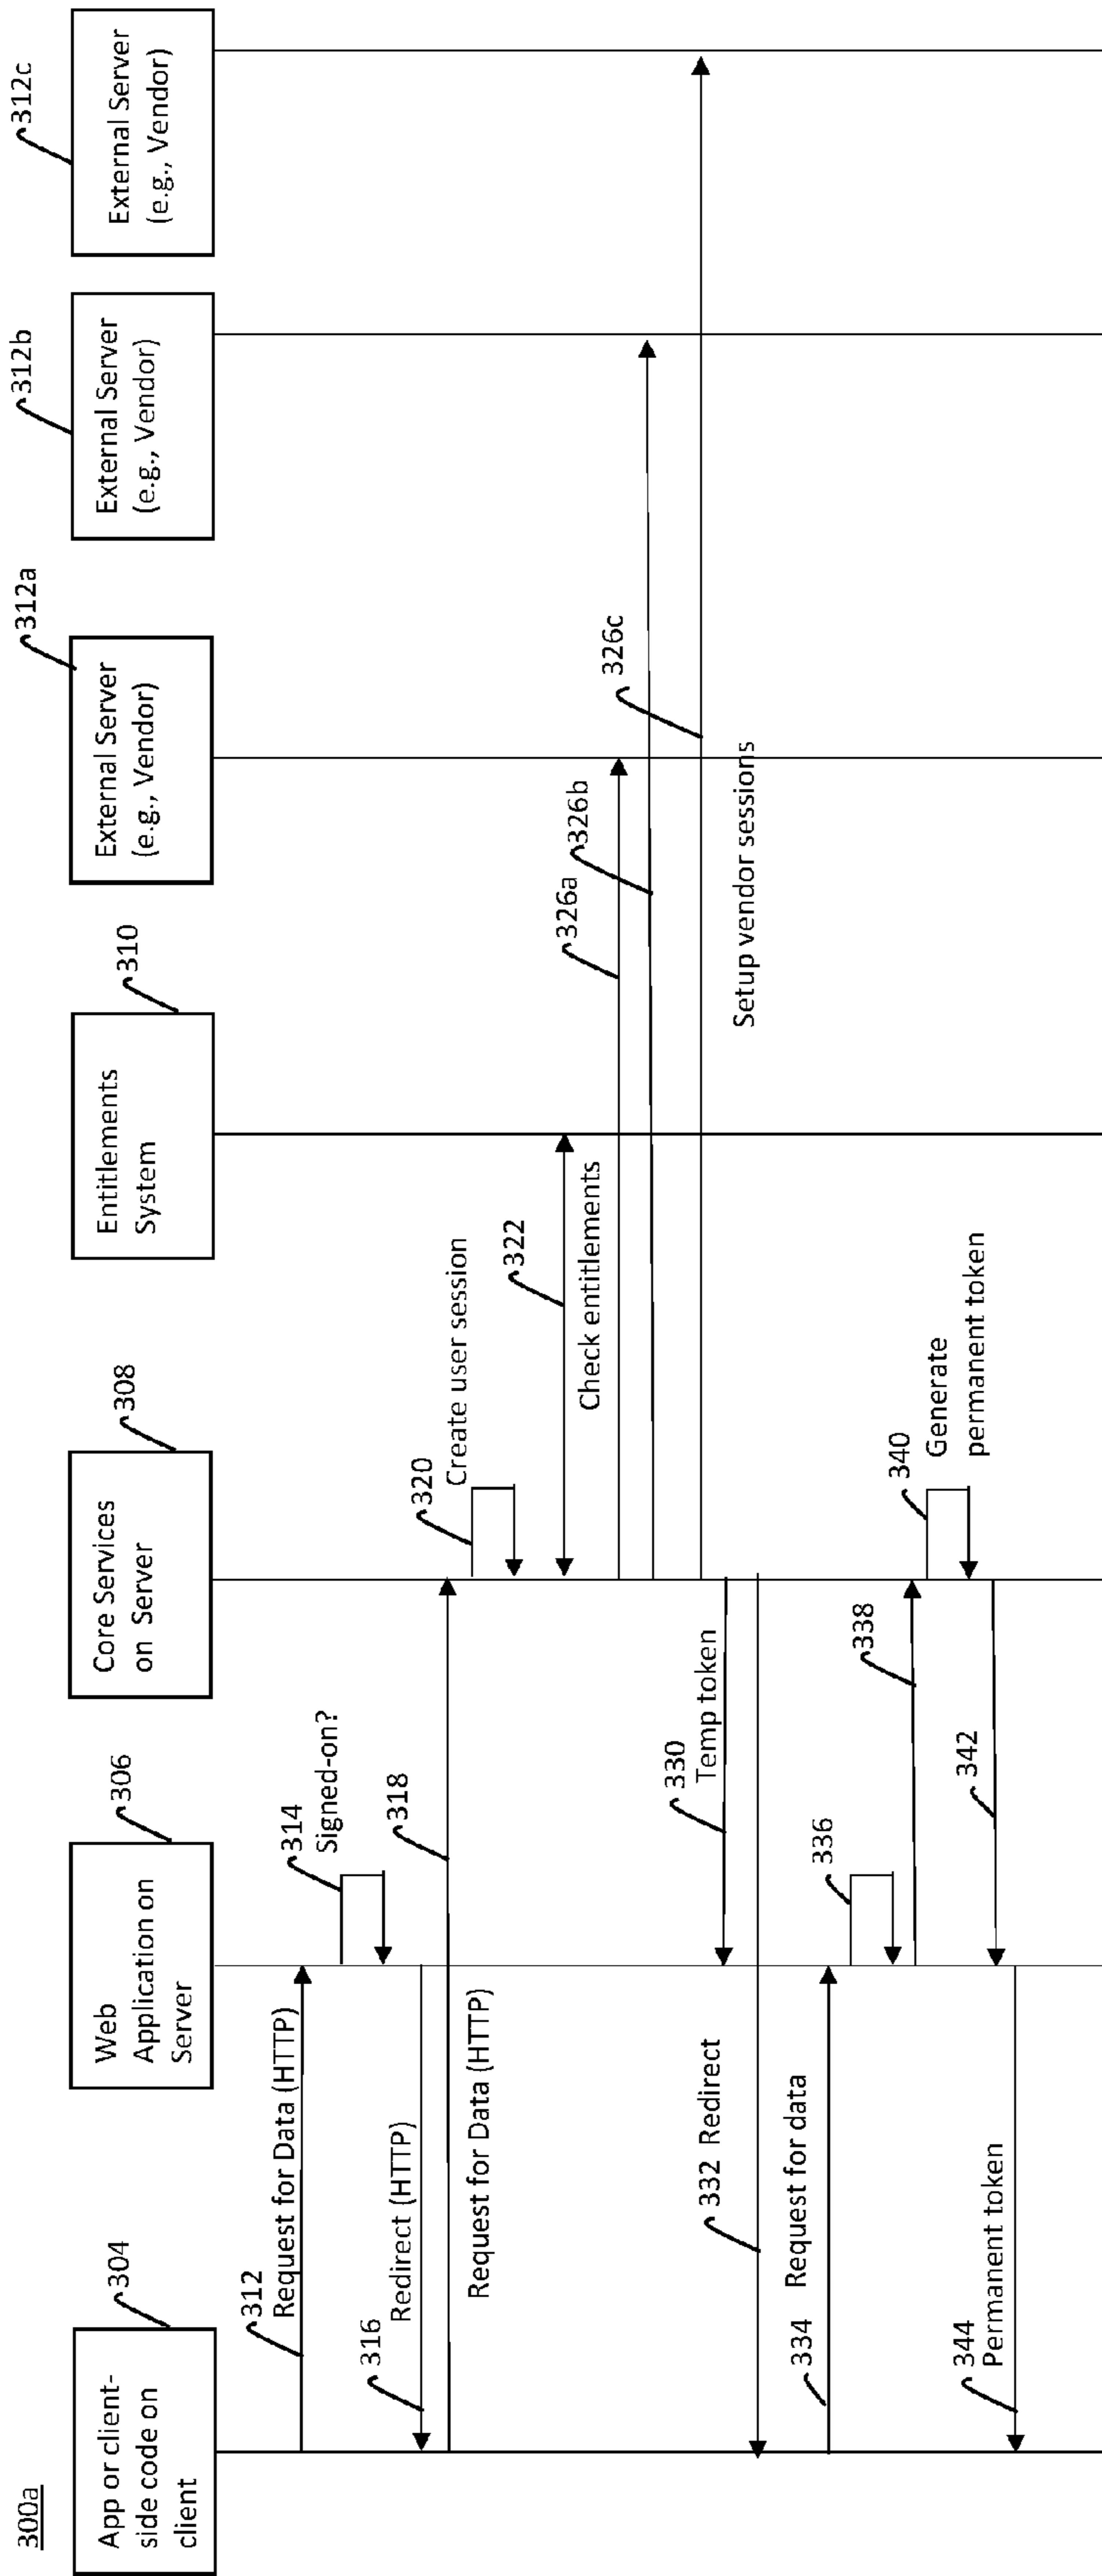 300a
304
306
308
310
312a
312b
312c
App or client-
side code on
client
Web
Application on
Server
Core Services
on Server
Entitlements
System
External Server
(e.g., Vendor)
External Server
(e.g., Vendor)
External Server
(e.g., Vendor)
312
Request for Data (HTTP)
314
Signed-on?
316
Redirect (HTTP)
318
Request for Data (HTTP)
320
Create user session
322
Check entitlements
326a
326b
326c
Setup vendor sessions
330
Temp token
332 Redirect
334
Request for data
336
338
340
Generate
permanent token
342
344
Permanent token